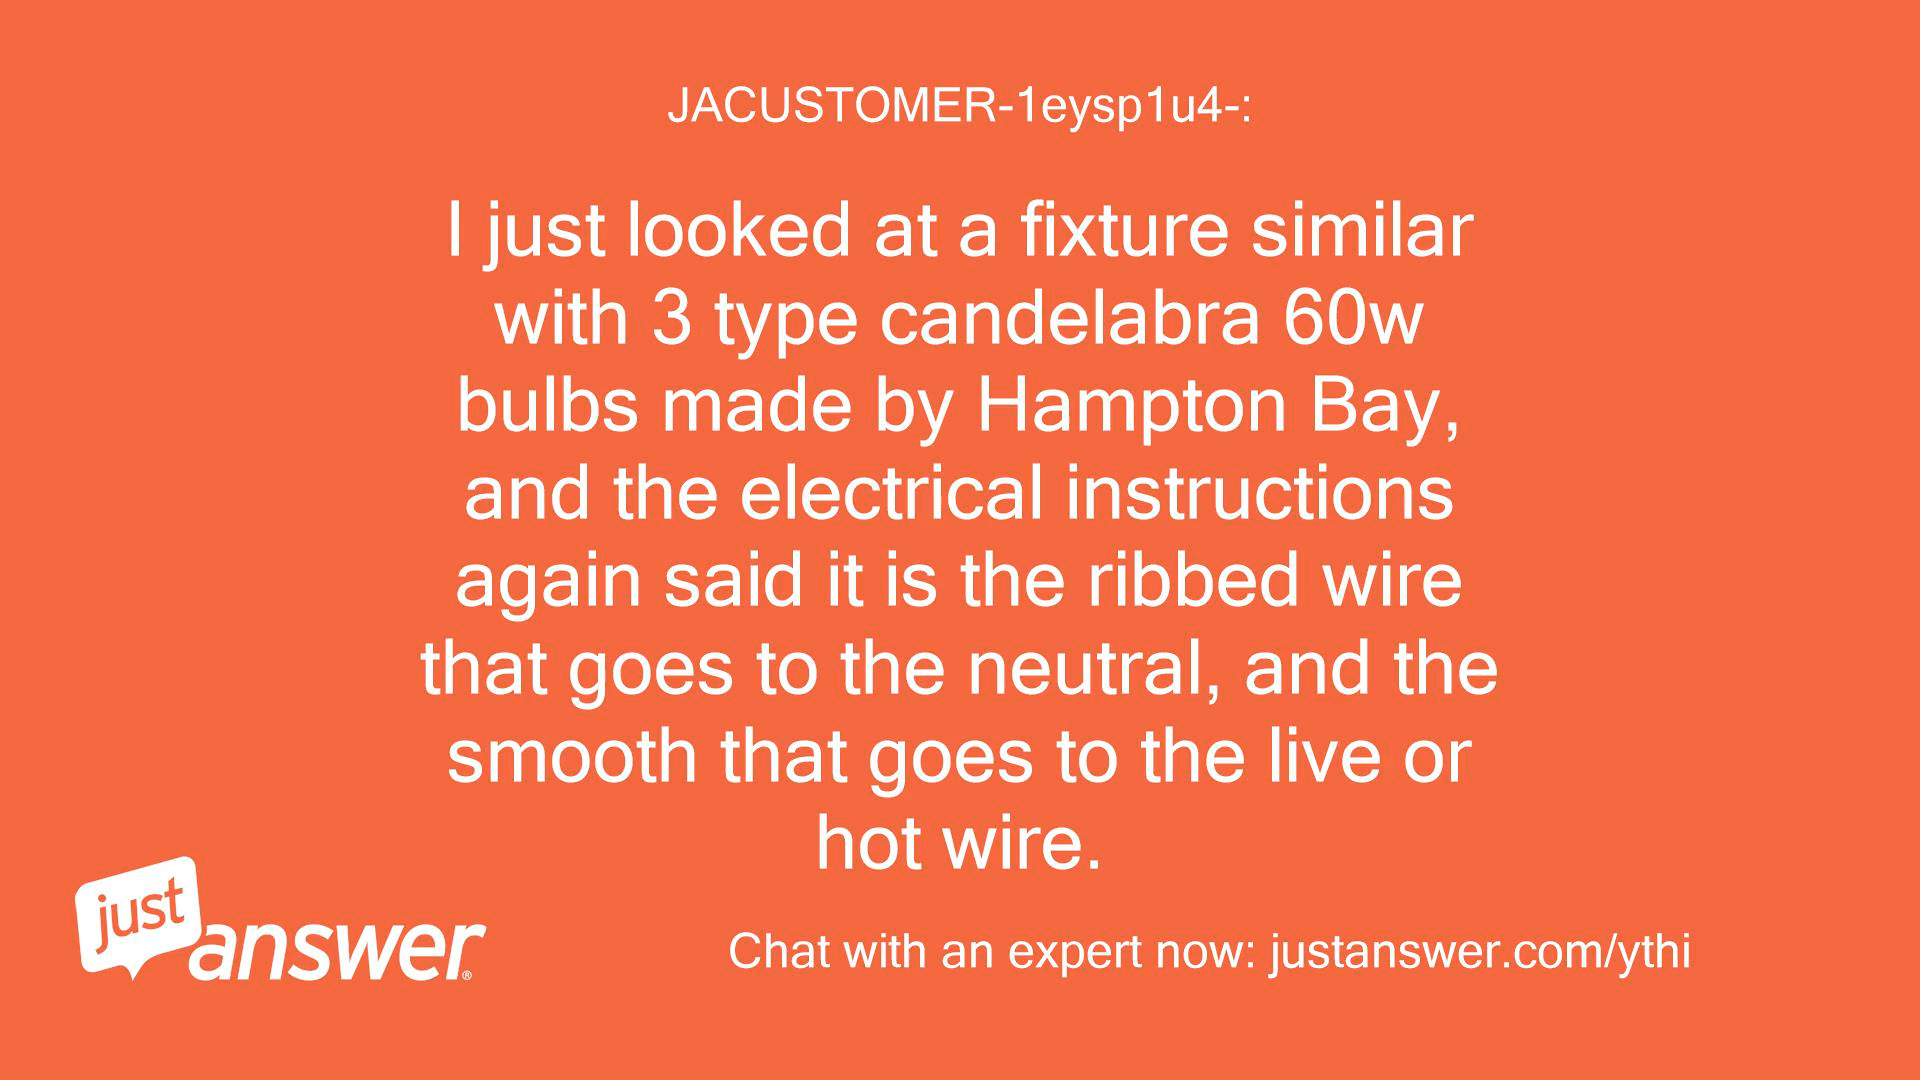 JACUSTOMER-1eysp1u4-:
I just looked at a fixture similar
with 3 type candelabra 60w
bulbs made by Hampton Bay,
and the electrical instructions
again said it is the ribbed wire
that goes to the neutral, and the
smooth that goes to the live or
hot wire.
just
answer®
Chat with an expert now: justanswer.com/ythi